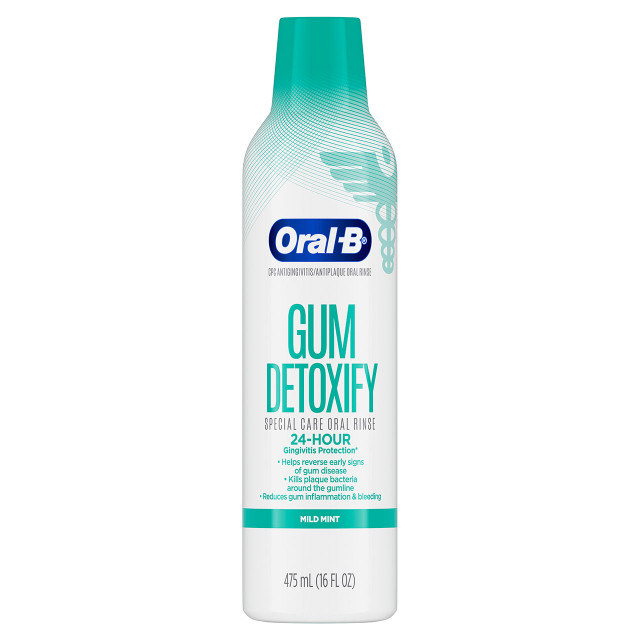 Oral-B®
CPC ANTIGINGIVITIS/ANTIPLAQUE ORAL RINSE
GUM
DETOXIFY
SPECIAL CARE ORAL RINSE
24-HOUR
Gingivitis Protection*
• Helps reverse early signs
of gum disease
• Kills plaque bacteria
around the gumline
• Reduces gum inflammation & bleeding
MILD MINT
475 mL (16 FL OZ)